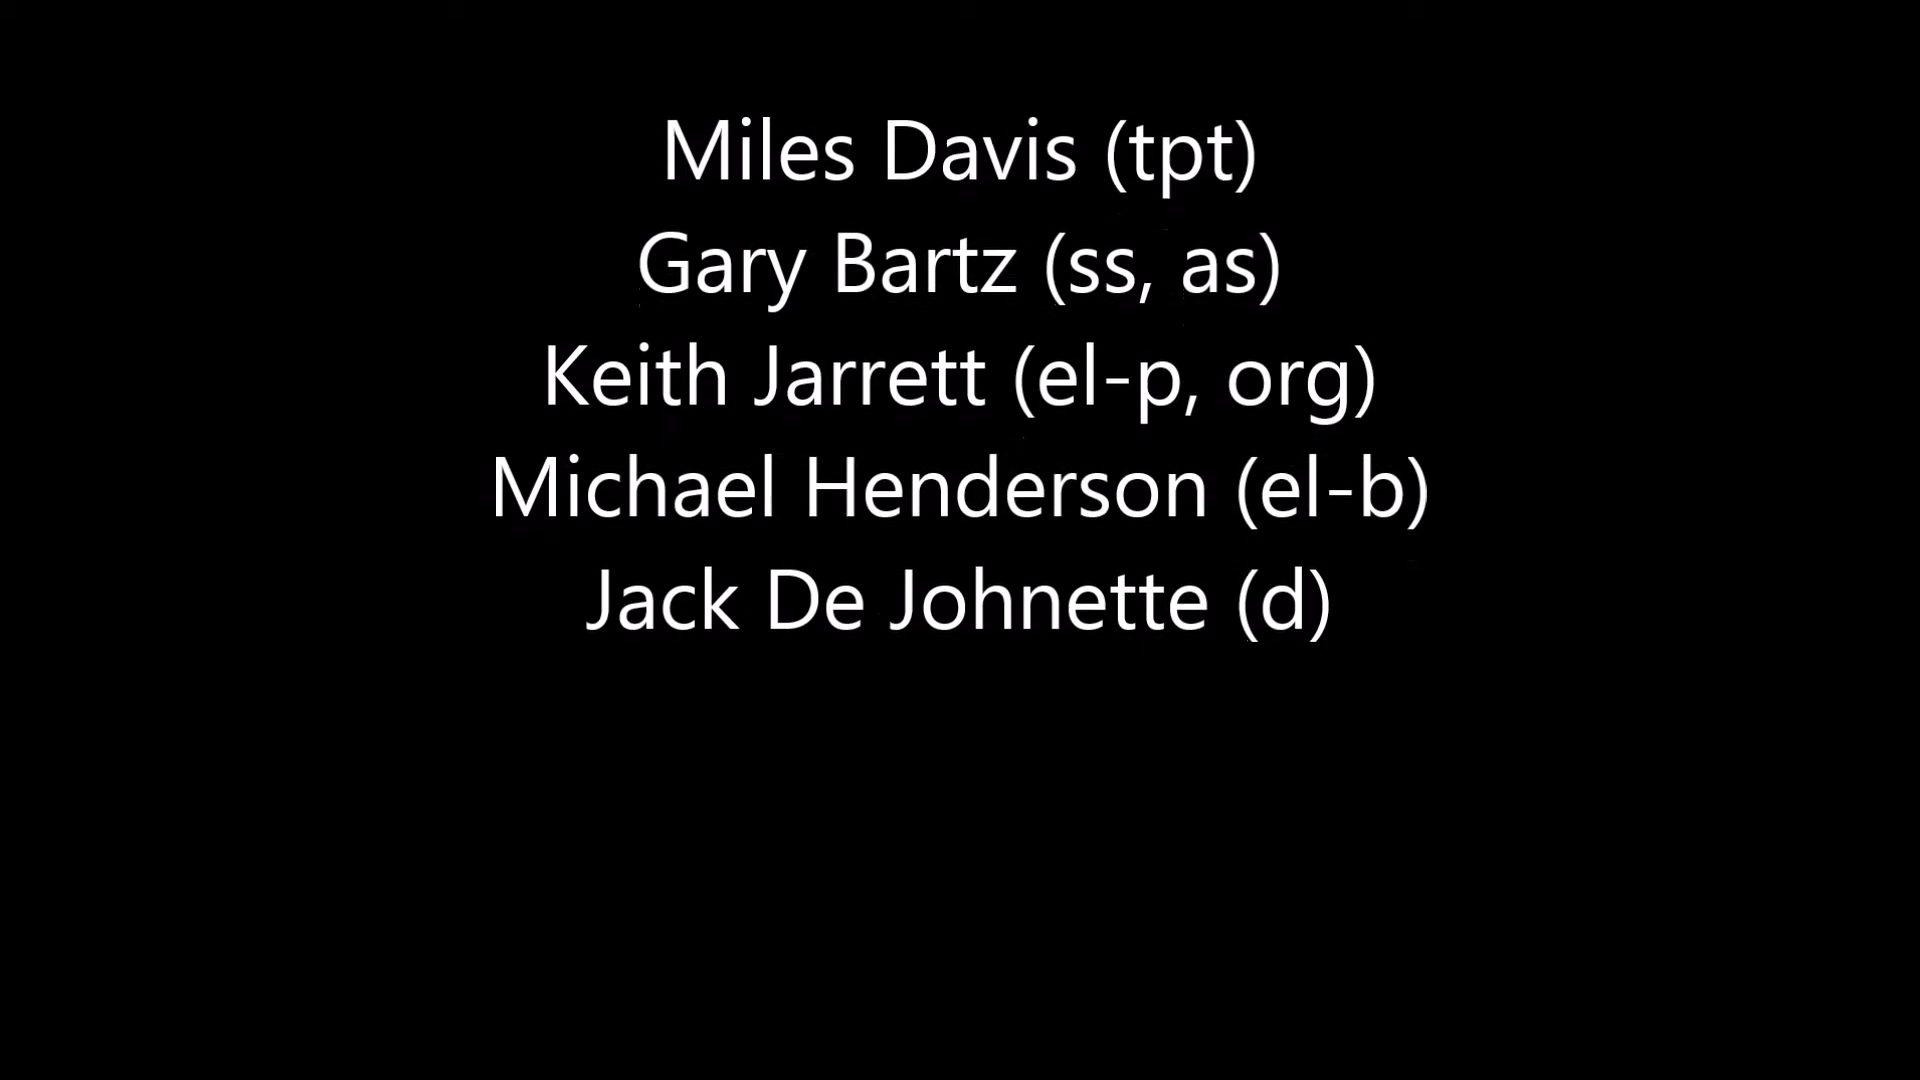 Miles Davis (tpt)
Gary Bartz (ss, as)
Keith Jarrett (el-p, org)
Michael Henderson (el-b)
Jack De Johnette (d)